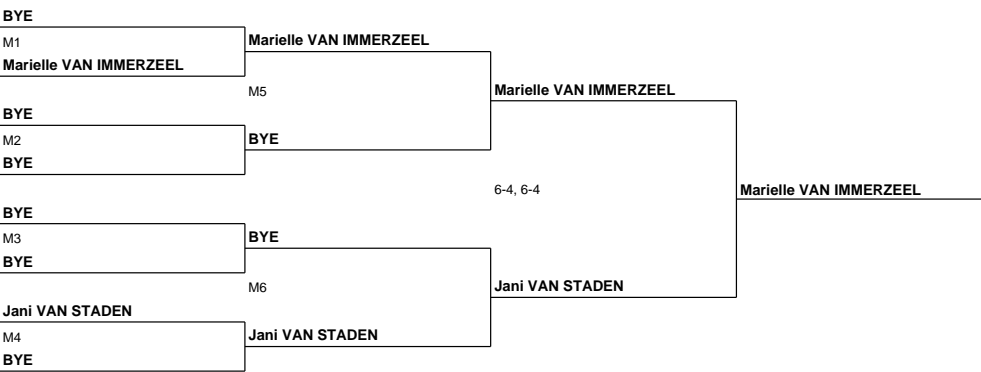 BYE
M1
Marielle VAN IMMERZEEL
BYE
M2
BYE
BYE
M3
BYE
Jani VAN STADEN
M4
BYE
Marielle VAN IMMERZEEL
M5
BYE
BYE
M6
Jani VAN STADEN
Marielle VAN IMMERZEEL
6-4, 6-4
Jani VAN STADEN
Marielle VAN IMMERZEEL